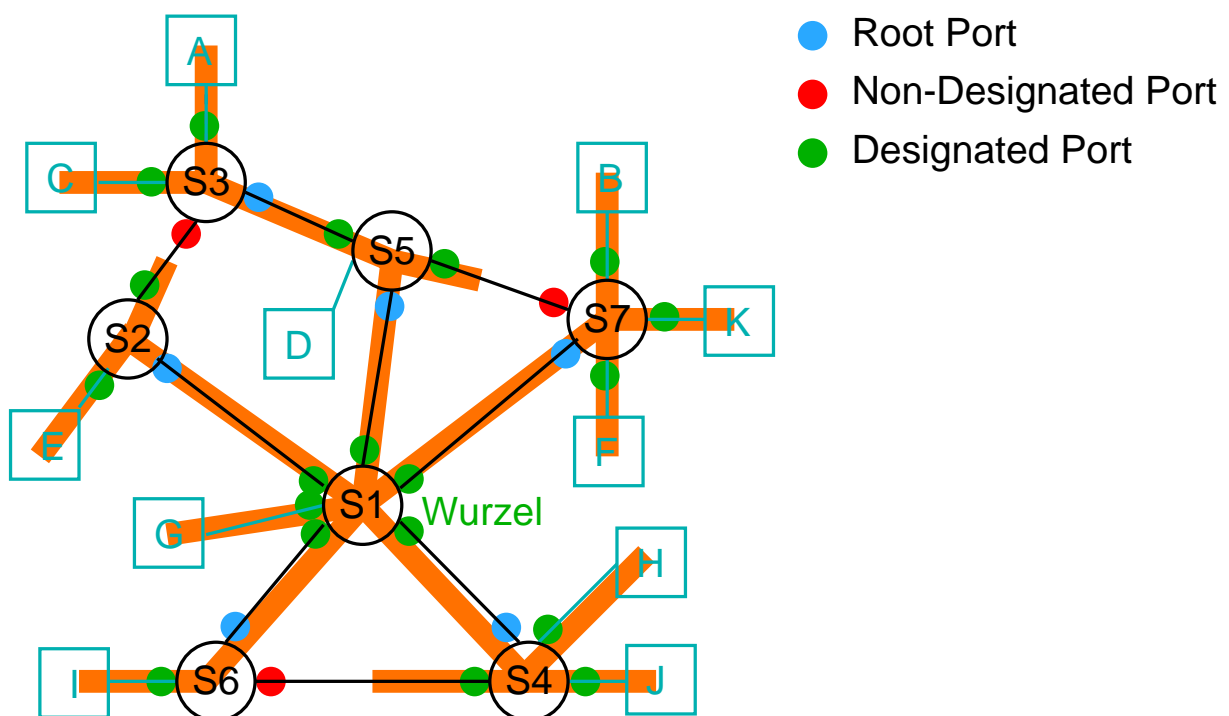 Root Port
Non-Designated Port
Designated Port
A
C
S3
B
S5
S7
K
S2
D
E
F
S1
Wurzel
G
H
I
S6
S4
J